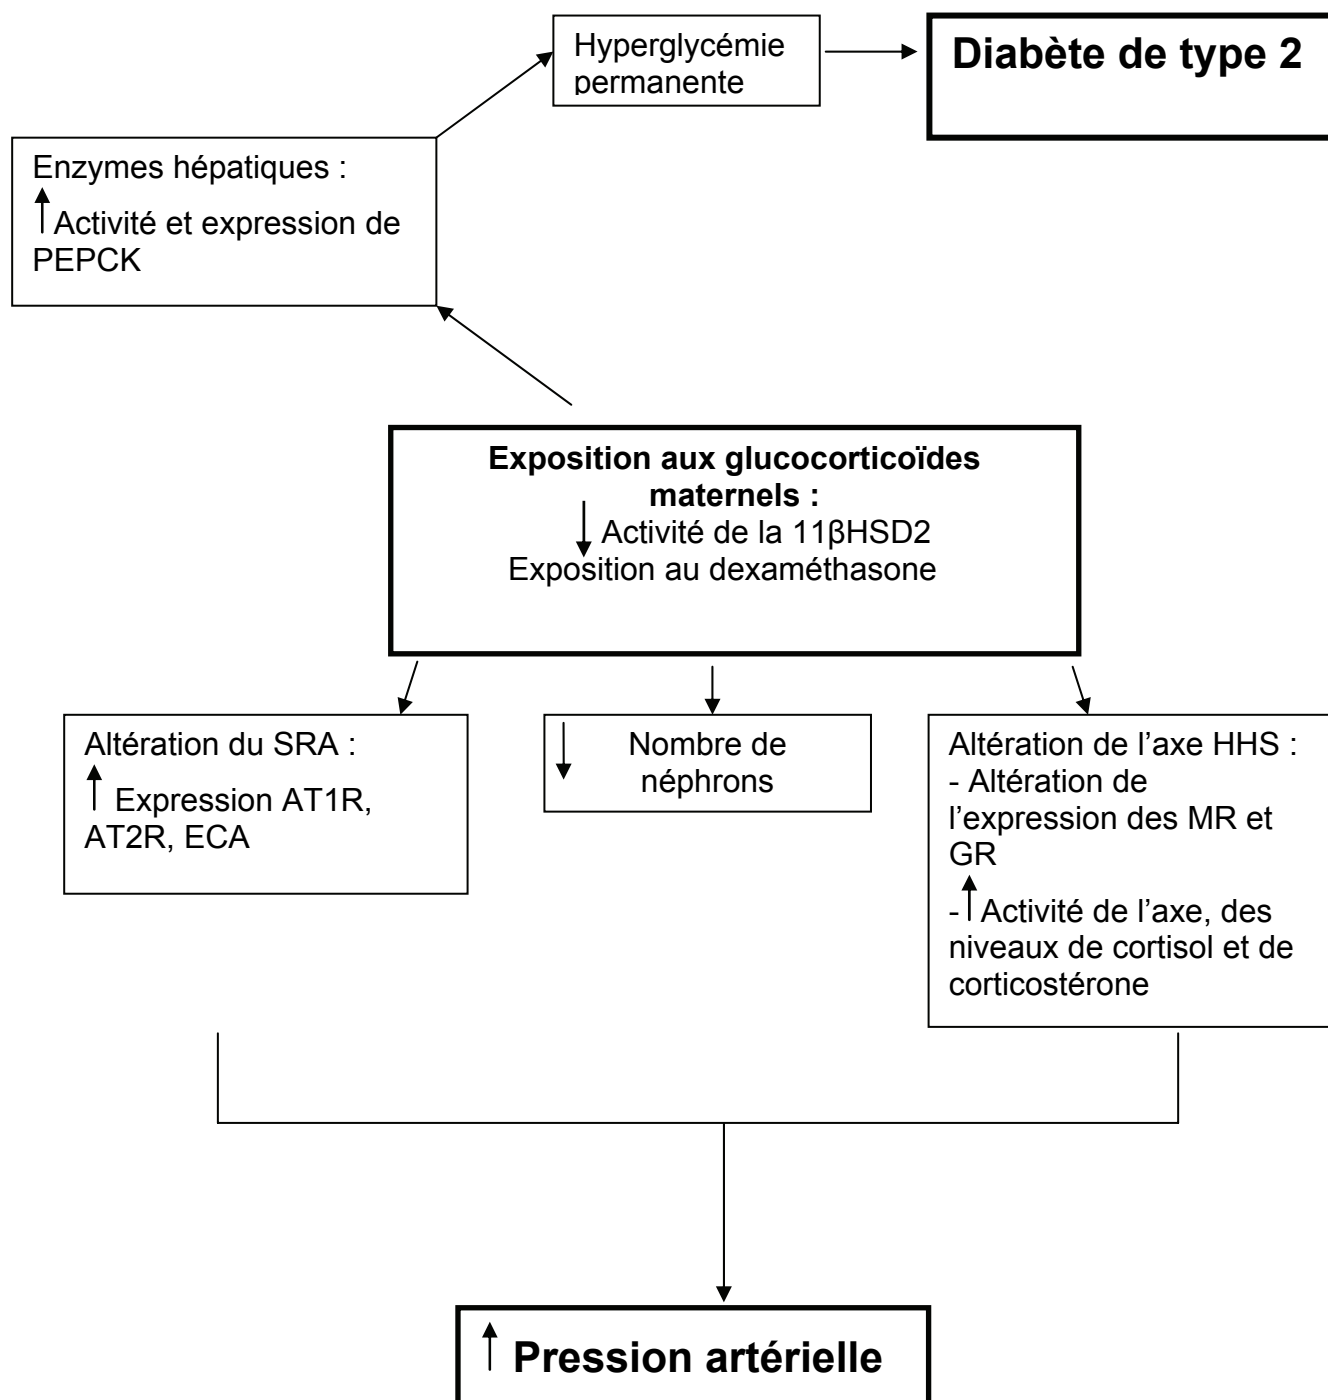 Hyperglycémie
permanente
Diabète de type 2
Enzymes hépatiques :
↑Activité et expression de
PEPCK
Exposition aux glucocorticoïdes
maternels :
↓ Activité de la 11βHSD2
Exposition au dexaméthasone
Altération du SRA :
↑ Expression AT1R,
AT2R, ECA
↓ Nombre de
néphrons
Altération de l’axe HHS :
- Altération de
l’expression des MR et
GR
-↑Activité de l’axe, des
niveaux de cortisol et de
corticostérone
↑ Pression artérielle